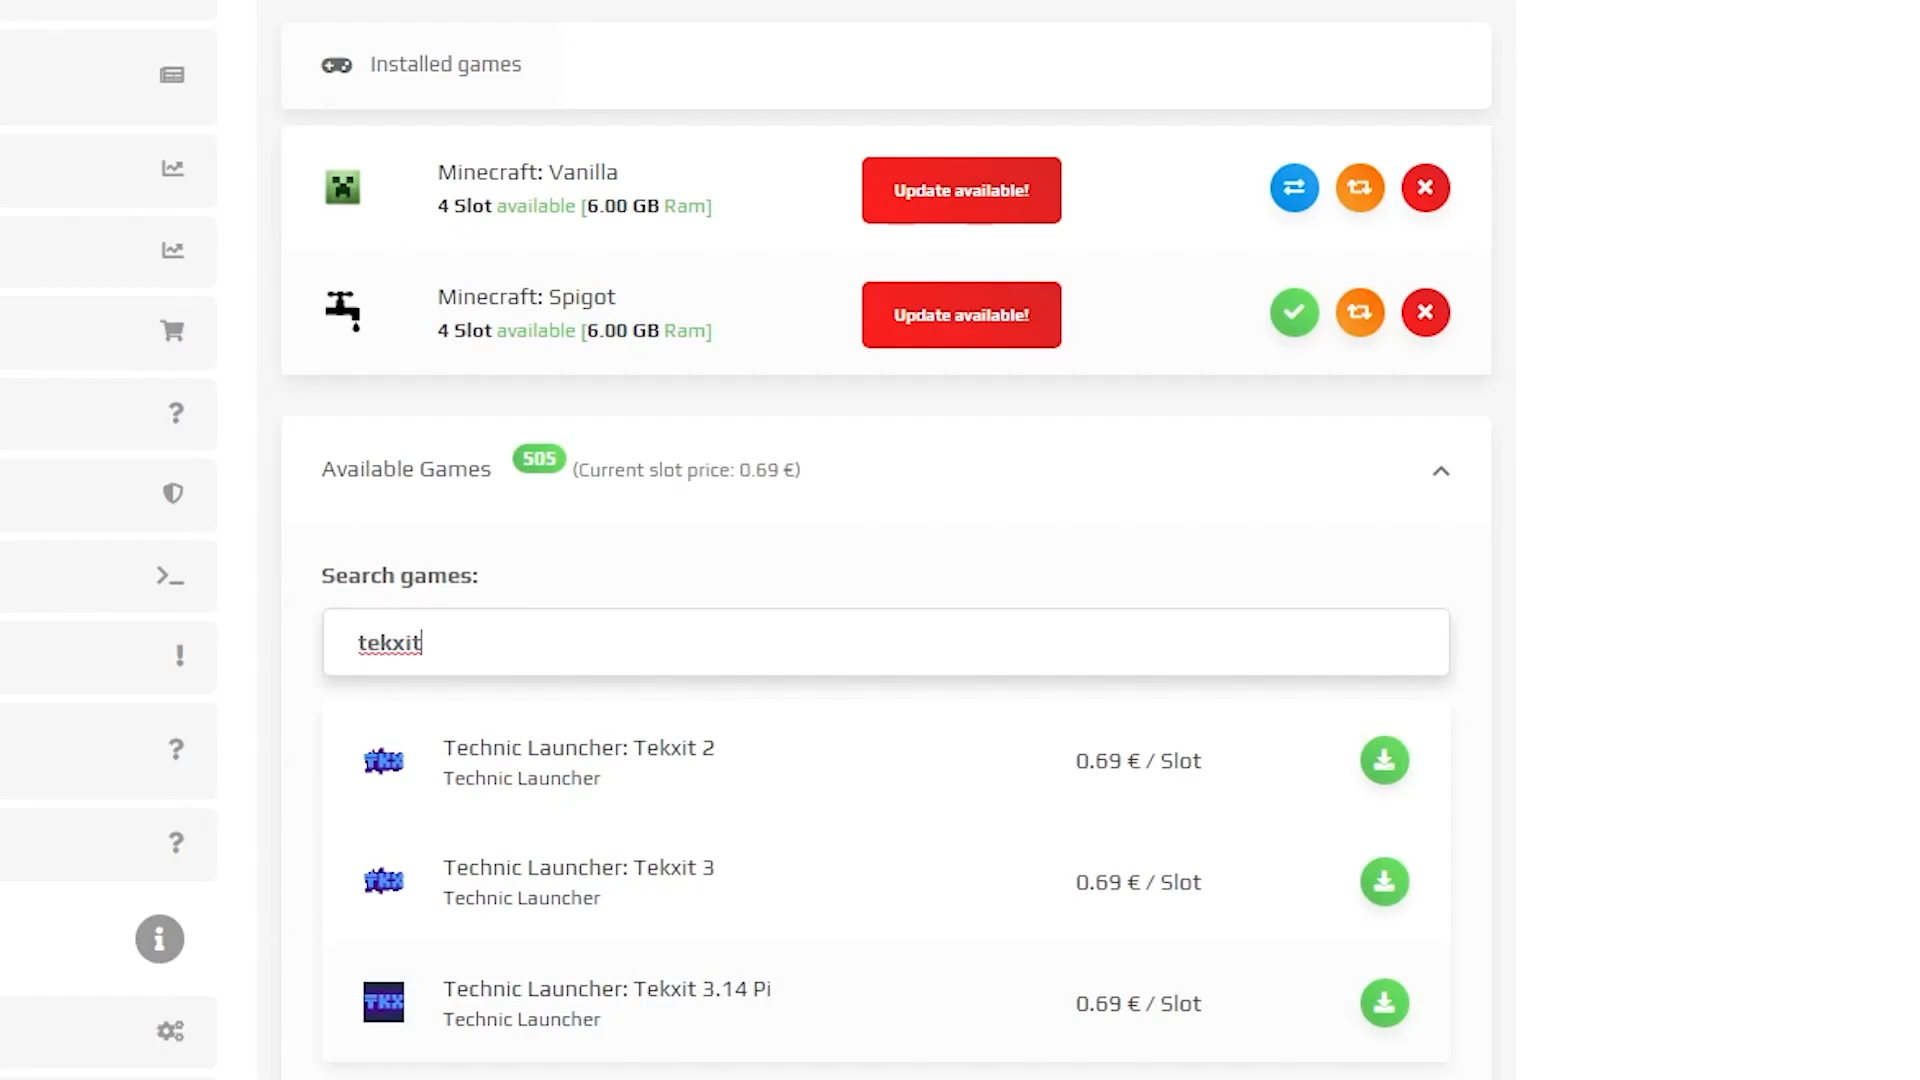 Installed games
Minecraft: Vanilla
4 Slot available [6.00 GB Ram]
Update available!
Minecraft: Spigot
4 Slot available [6.00 GB Ram]
Update available!
Available Games 505 (Current slot price: 0.69 €)
Search games:
tekxit
TKX
Technic Launcher: Tekxit 2
Technic Launcher
0.69 € / Slot
TKX
Technic Launcher: Tekxit 3
Technic Launcher
0.69 € / Slot
TKX
Technic Launcher: Tekxit 3.14 Pi
Technic Launcher
0.69 € / Slot